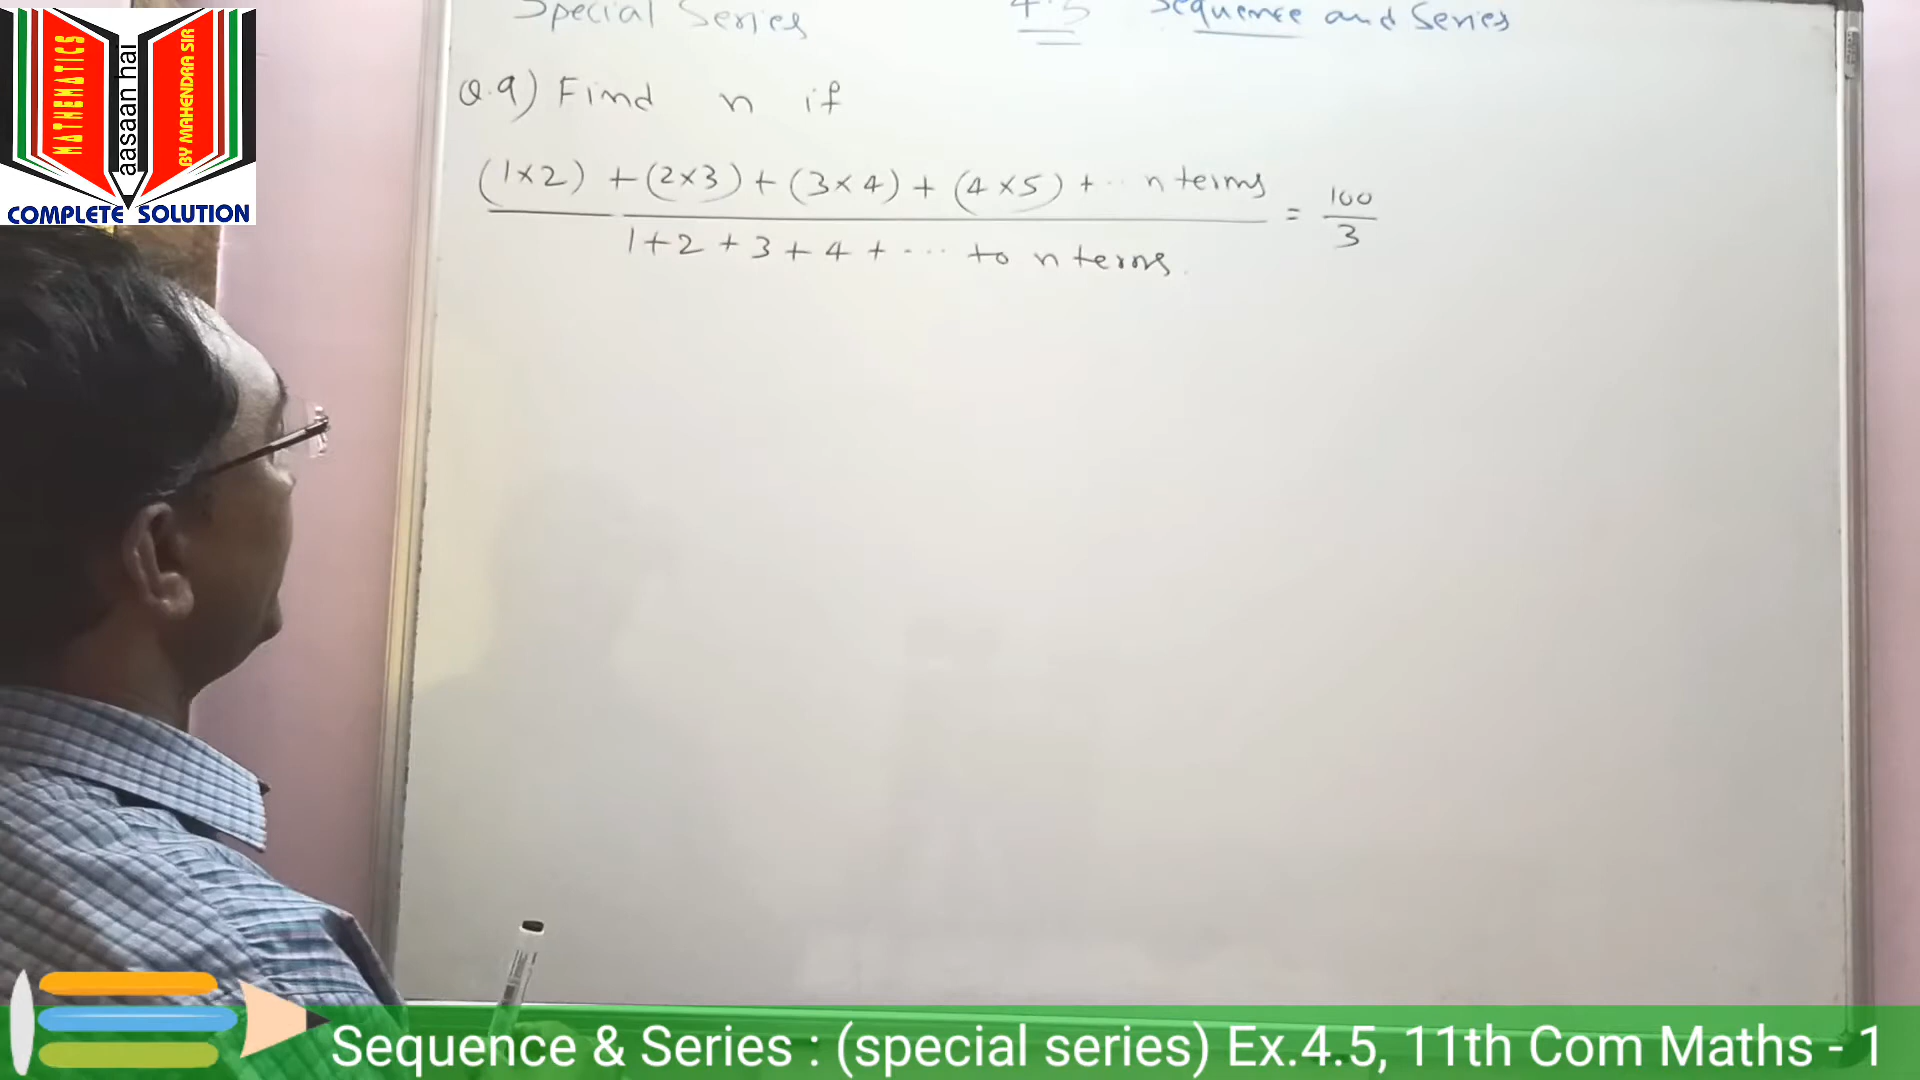 MATHEMATICS
aasaan hai
BY MAHENDRA SIR
COMPLETE SOLUTION
Special Series 4.5 Sequence and Series
Q.9) Find n if
(1×2) + (2×3) + (3×4) + (4×5) + ... n terms
1+2+3+4+ ... to n terms.
= 100/3
Sequence & Series : (special series) Ex.4.5, 11th Com Maths - 1